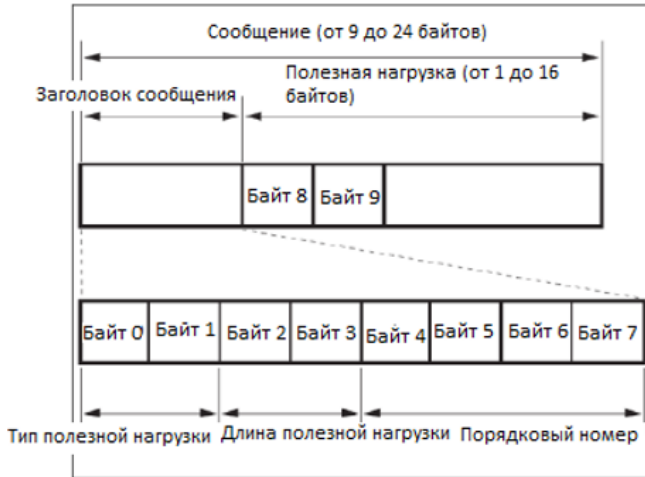 Сообщение (от 9 до 24 байтов)
Полезная нагрузка (от 1 до 16
байтов)
Заголовок сообщения
Байт 8 Байт 9
Байт 0 Байт 1 Байт 2 Байт 3 Байт 4 Байт 5 Байт 6 Байт 7
Тип полезной нагрузки Длина полезной нагрузки Порядковый номер